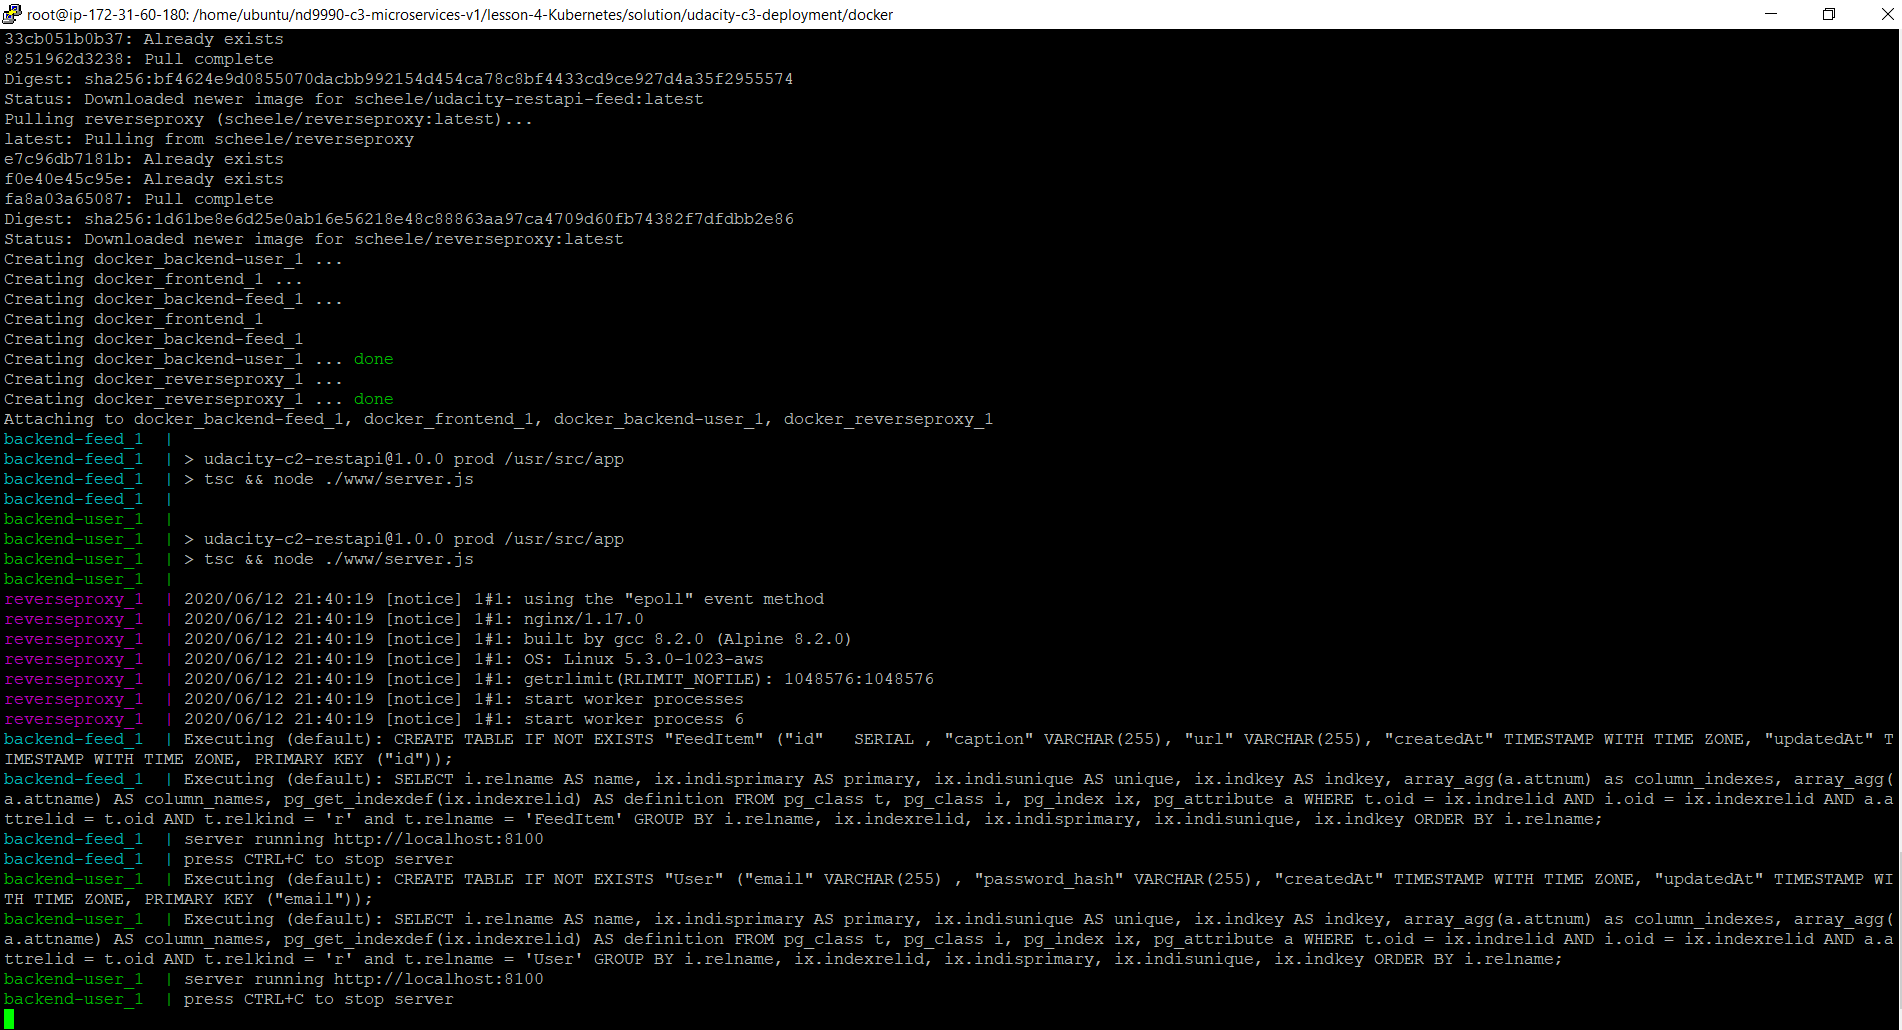 root@ip-172-31-60-180: /home/ubuntu/nd9990-c3-microservices-v1/lesson-4-Kubernetes/solution/udacity-c3-deployment/docker
33cb051b0b37: Already exists
8251962d3238: Pull complete
Digest: sha256:bf4624e9d0855070dacbb992154d454ca78c8bf4433cd9ce927d4a35f2955574
Status: Downloaded newer image for scheele/udacity-restapi-feed:latest
Pulling reverseproxy (scheele/reverseproxy:latest)...
latest: Pulling from scheele/reverseproxy
e7c96db7181b: Already exists
f0e40e45c95e: Already exists
fa8a03a65087: Pull complete
Digest: sha256:1d61be8e6d25e0ab16e56218e48c88863aa97ca4709d60fb74382f7dfdbb2e86
Status: Downloaded newer image for scheele/reverseproxy:latest
Creating docker_backend-user_1 ...
Creating docker_frontend_1 ...
Creating docker_backend-feed_1 ...
Creating docker_frontend_1
Creating docker_backend-feed_1
Creating docker_backend-user_1 ... done
Creating docker_reverseproxy_1 ...
Creating docker_reverseproxy_1 ... done
Attaching to docker_backend-feed_1, docker_frontend_1, docker_backend-user_1, docker_reverseproxy_1
backend-feed_1  |
backend-feed_1  | > udacity-c2-restapi@1.0.0 prod /usr/src/app
backend-feed_1  | > tsc && node ./www/server.js
backend-feed_1  |
backend-user_1  |
backend-user_1  | > udacity-c2-restapi@1.0.0 prod /usr/src/app
backend-user_1  | > tsc && node ./www/server.js
backend-user_1  |
reverseproxy_1  | 2020/06/12 21:40:19 [notice] 1#1: using the "epoll" event method
reverseproxy_1  | 2020/06/12 21:40:19 [notice] 1#1: nginx/1.17.0
reverseproxy_1  | 2020/06/12 21:40:19 [notice] 1#1: built by gcc 8.2.0 (Alpine 8.2.0)
reverseproxy_1  | 2020/06/12 21:40:19 [notice] 1#1: OS: Linux 5.3.0-1023-aws
reverseproxy_1  | 2020/06/12 21:40:19 [notice] 1#1: getrlimit(RLIMIT_NOFILE): 1048576:1048576
reverseproxy_1  | 2020/06/12 21:40:19 [notice] 1#1: start worker processes
reverseproxy_1  | 2020/06/12 21:40:19 [notice] 1#1: start worker process 6
backend-feed_1  | Executing (default): CREATE TABLE IF NOT EXISTS "FeedItem" ("id"   SERIAL , "caption" VARCHAR(255), "url" VARCHAR(255), "createdAt" TIMESTAMP WITH TIME ZONE, "updatedAt" T
IMESTAMP WITH TIME ZONE, PRIMARY KEY ("id"));
backend-feed_1  | Executing (default): SELECT i.relname AS name, ix.indisprimary AS primary, ix.indisunique AS unique, ix.indkey AS indkey, array_agg(a.attnum) as column_indexes, array_agg(
a.attname) AS column_names, pg_get_indexdef(ix.indexrelid) AS definition FROM pg_class t, pg_class i, pg_index ix, pg_attribute a WHERE t.oid = ix.indrelid AND i.oid = ix.indexrelid AND a.a
ttrelid = t.oid AND t.relkind = 'r' and t.relname = 'FeedItem' GROUP BY i.relname, ix.indexrelid, ix.indisprimary, ix.indisunique, ix.indkey ORDER BY i.relname;
backend-feed_1  | server running http://localhost:8100
backend-feed_1  | press CTRL+C to stop server
backend-user_1  | Executing (default): CREATE TABLE IF NOT EXISTS "User" ("email" VARCHAR(255) , "password_hash" VARCHAR(255), "createdAt" TIMESTAMP WITH TIME ZONE, "updatedAt" TIMESTAMP WI
TH TIME ZONE, PRIMARY KEY ("email"));
backend-user_1  | Executing (default): SELECT i.relname AS name, ix.indisprimary AS primary, ix.indisunique AS unique, ix.indkey AS indkey, array_agg(a.attnum) as column_indexes, array_agg(
a.attname) AS column_names, pg_get_indexdef(ix.indexrelid) AS definition FROM pg_class t, pg_class i, pg_index ix, pg_attribute a WHERE t.oid = ix.indrelid AND i.oid = ix.indexrelid AND a.a
ttrelid = t.oid AND t.relkind = 'r' and t.relname = 'User' GROUP BY i.relname, ix.indexrelid, ix.indisprimary, ix.indisunique, ix.indkey ORDER BY i.relname;
backend-user_1  | server running http://localhost:8100
backend-user_1  | press CTRL+C to stop server